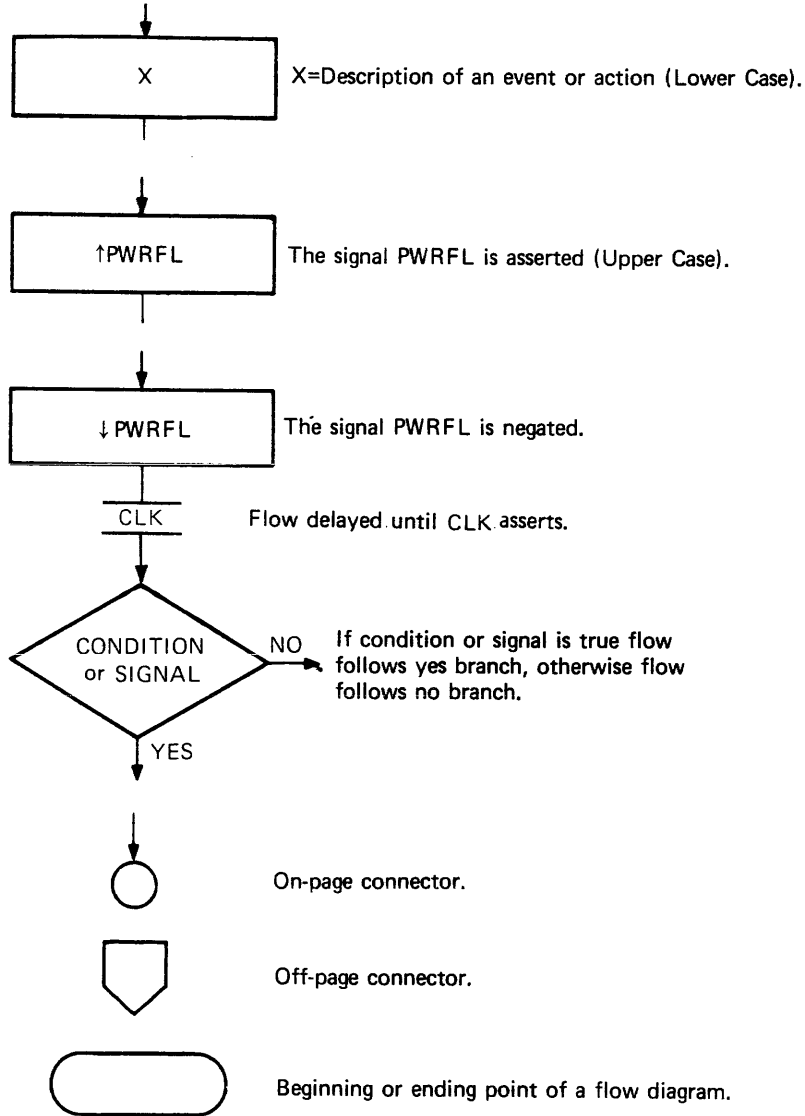 X
X=Description of an event or action (Lower Case).
↑PWRFL
The signal PWRFL is asserted (Upper Case).
↓PWRFL
The signal PWRFL is negated.
CLK
Flow delayed until CLK asserts.
CONDITION
or SIGNAL
NO
If condition or signal is true flow
follows yes branch, otherwise flow
follows no branch.
YES
On-page connector.
Off-page connector.
Beginning or ending point of a flow diagram.